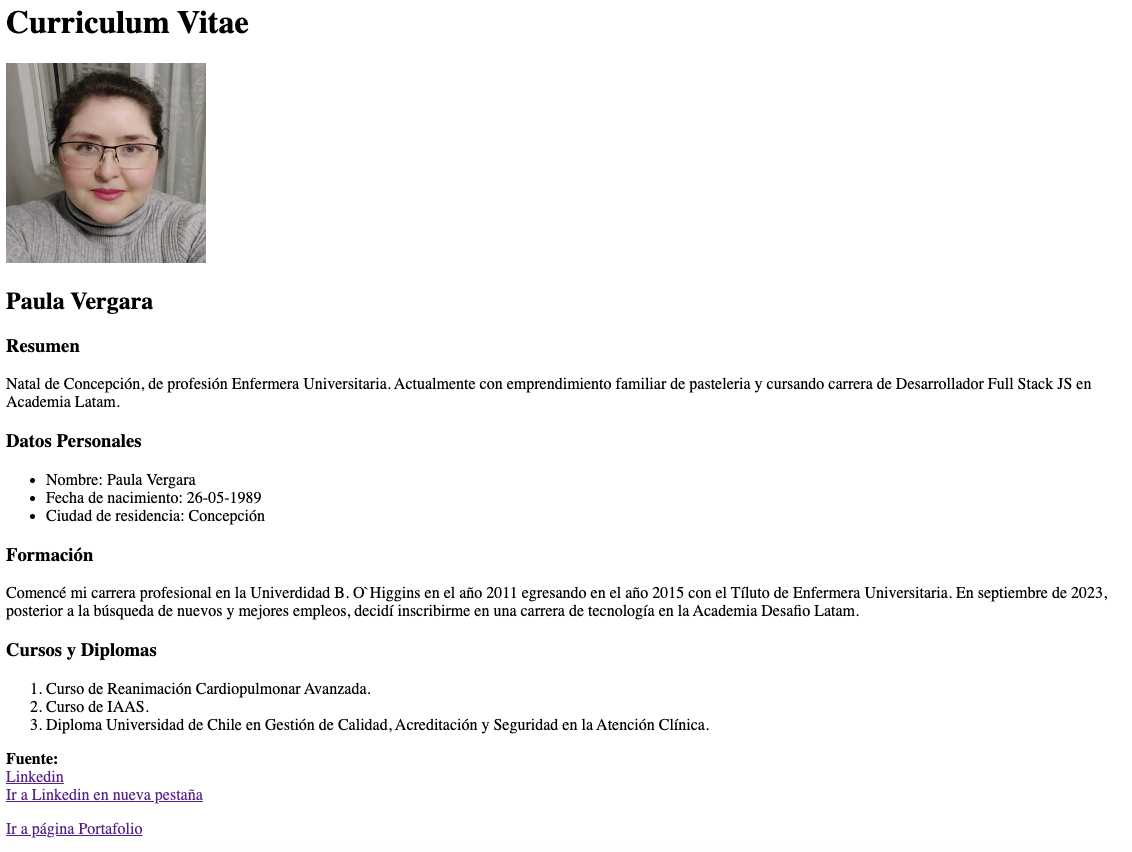 Curriculum Vitae
Paula Vergara
Resumen
Natal de Concepción, de profesión Enfermera Universitaria. Actualmente con emprendimiento familiar de pasteleria y cursando carrera de Desarrollador Full Stack JS en
Academia Latam.
Datos Personales
• Nombre: Paula Vergara
• Fecha de nacimiento: 26-05-1989
• Ciudad de residencia: Concepción
Formación
Comencé mi carrera profesional en la Univerdidad B. O`Higgins en el año 2011 egresando en el año 2015 con el Tíluto de Enfermera Universitaria. En septiembre de 2023,
posterior a la búsqueda de nuevos y mejores empleos, decidí inscribirme en una carrera de tecnología en la Academia Desafio Latam.
Cursos y Diplomas
1. Curso de Reanimación Cardiopulmonar Avanzada.
2. Curso de IAAS.
3. Diploma Universidad de Chile en Gestión de Calidad, Acreditación y Seguridad en la Atención Clínica.
Fuente:
Linkedin
Ir a Linkedin en nueva pestaña
Ir a página Portafolio